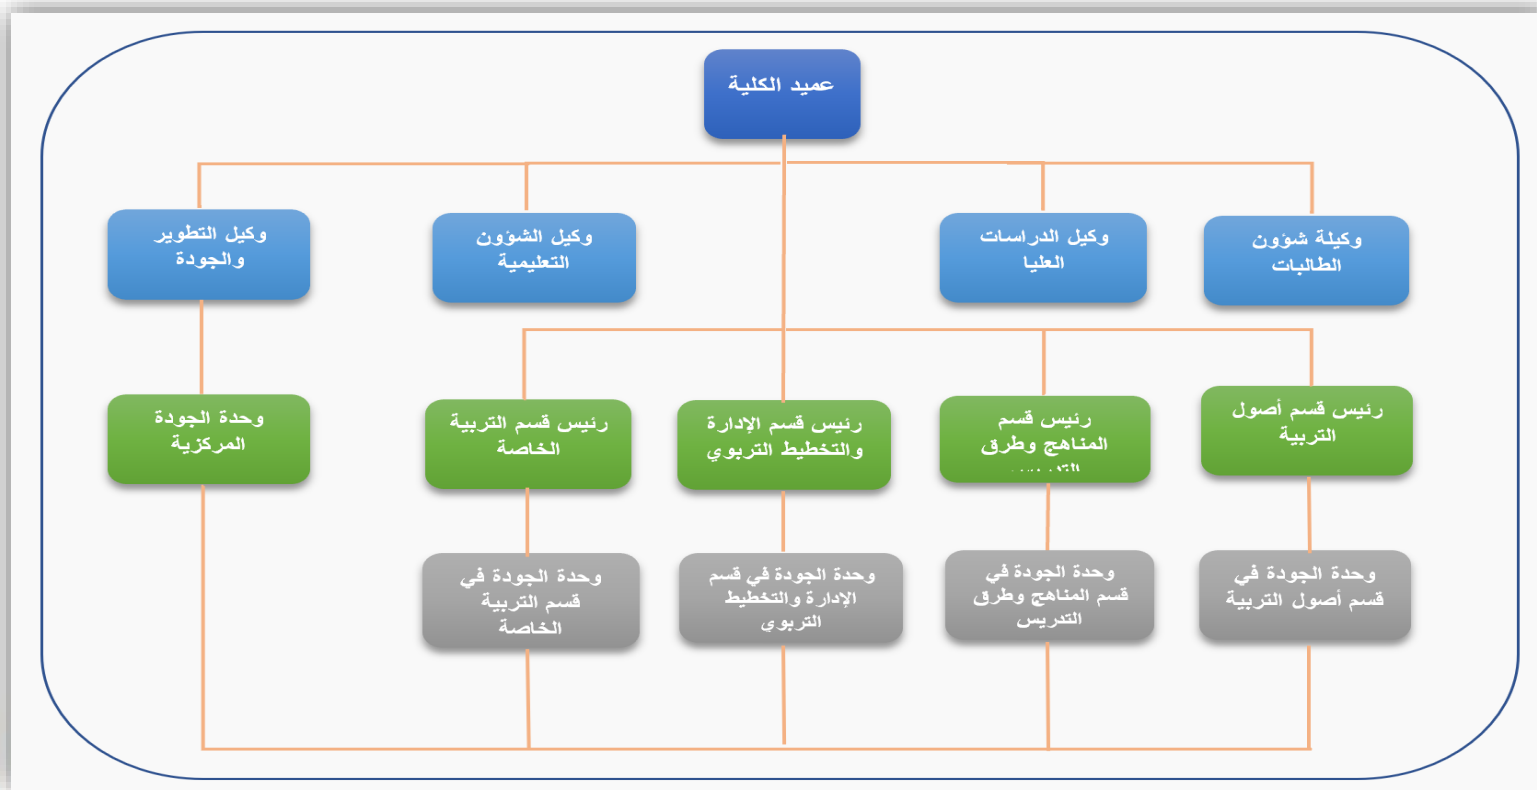 عميد الكلية
وكيلة شؤون
الطالبات
وكيل الدراسات
العليا
وكيل الشؤون
التعليمية
وكيل التطوير
والجودة
رئيس قسم أصول
التربية
رئيس قسم
المناهج وطرق
رئيس قسم الإدارة
والتخطيط التربوي
رئيس قسم التربية
الخاصة
وحدة الجودة
المركزية
وحدة الجودة في
قسم أصول التربية
وحدة الجودة في
قسم المناهج وطرق
التدريس
وحدة الجودة في قسم
الإدارة والتخطيط
التربوي
وحدة الجودة في
قسم التربية
الخاصة